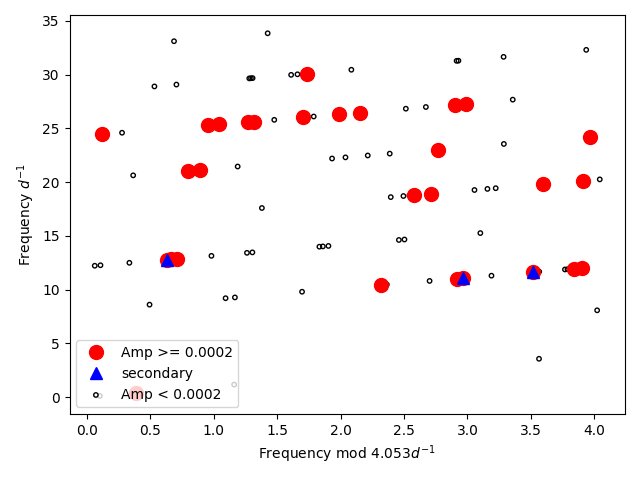 35
30
25
20
15
10
5
0
Frequency d⁻¹
Amp >= 0.0002
secondary
Amp < 0.0002
0.0 0.5 1.0 1.5 2.0 2.5 3.0 3.5 4.0
Frequency mod 4.053d⁻¹